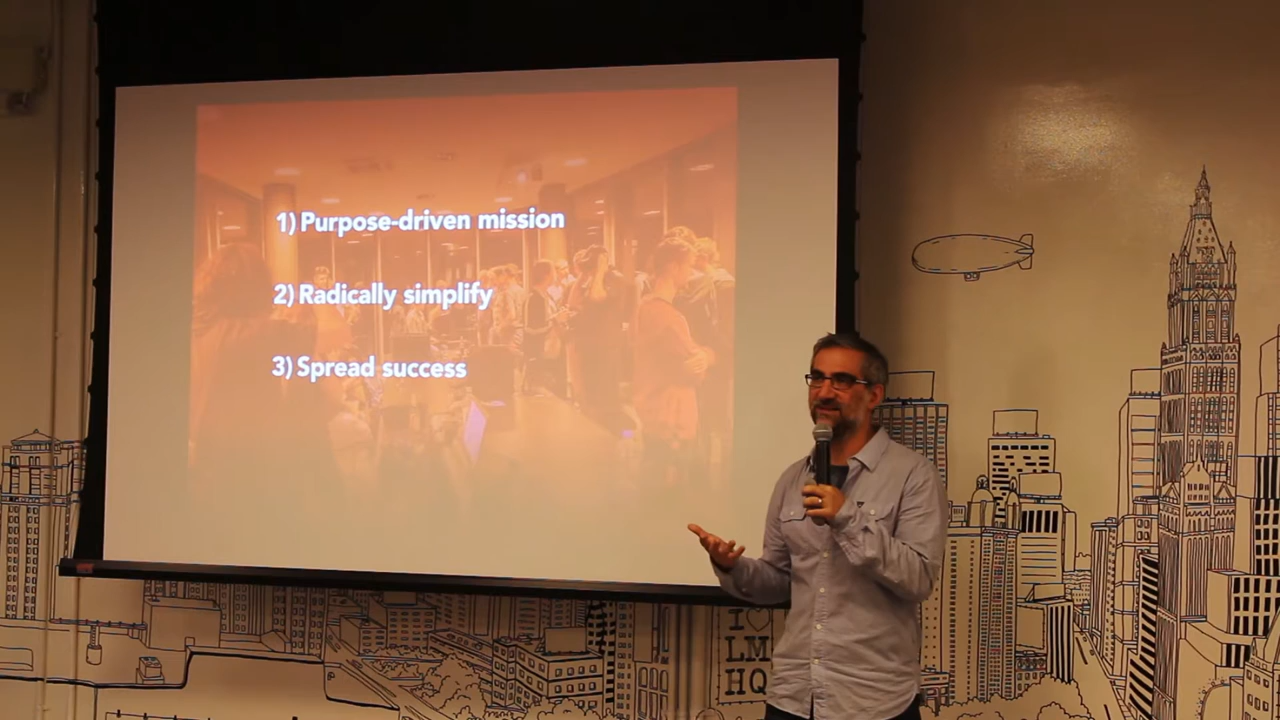 1) Purpose-driven mission
2) Radically simplify
3) Spread success
I ♡
LM
HQ